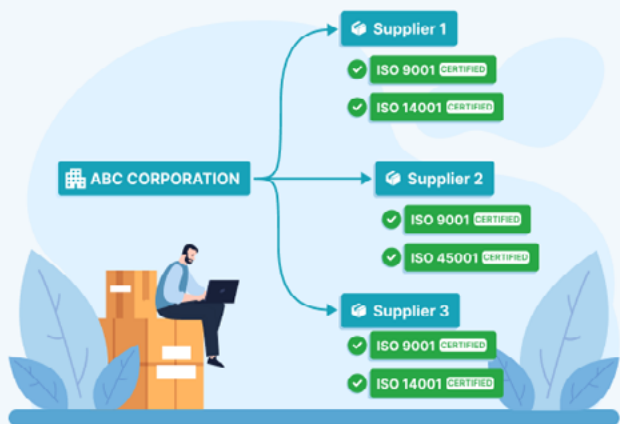 Supplier 1
ISO 9001 CERTIFIED
ISO 14001 CERTIFIED
ABC CORPORATION
Supplier 2
ISO 9001 CERTIFIED
ISO 45001 CERTIFIED
Supplier 3
ISO 9001 CERTIFIED
ISO 14001 CERTIFIED